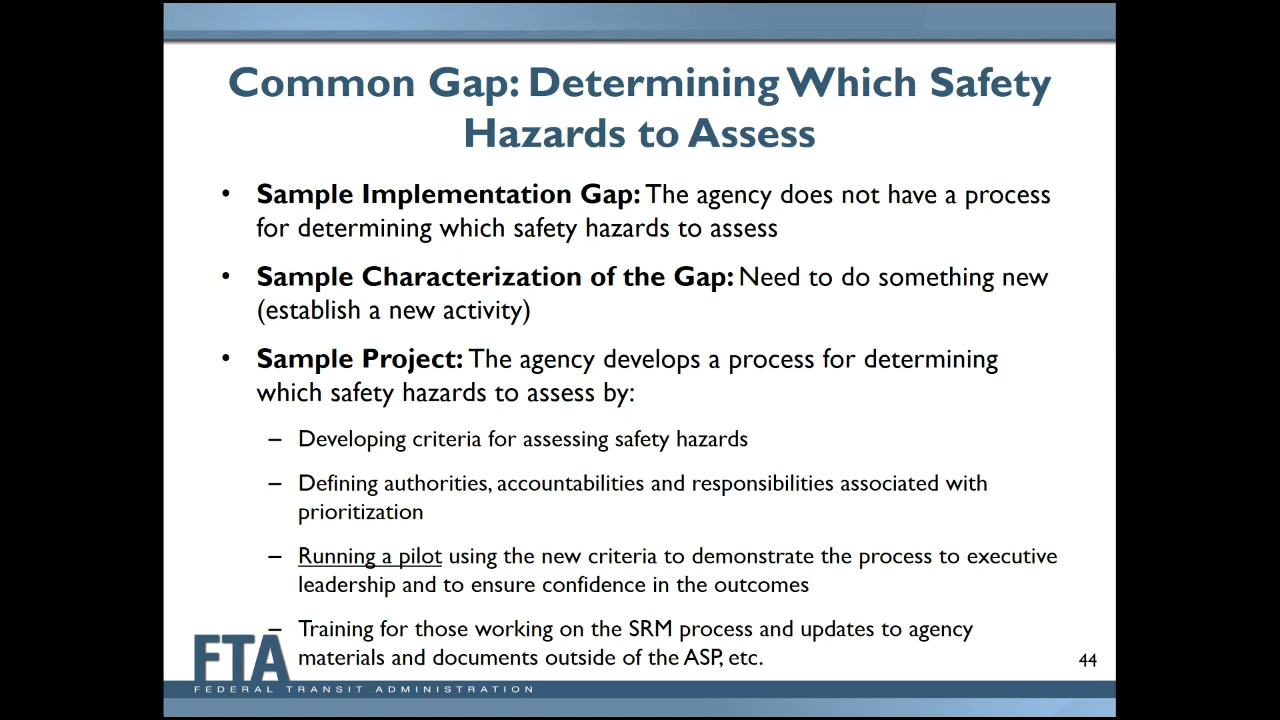 Common Gap: Determining Which Safety
Hazards to Assess
• Sample Implementation Gap: The agency does not have a process
for determining which safety hazards to assess
• Sample Characterization of the Gap: Need to do something new
(establish a new activity)
• Sample Project: The agency develops a process for determining
which safety hazards to assess by:
– Developing criteria for assessing safety hazards
– Defining authorities, accountabilities and responsibilities associated with
prioritization
– Running a pilot using the new criteria to demonstrate the process to executive
leadership and to ensure confidence in the outcomes
– Training for those working on the SRM process and updates to agency
materials and documents outside of the ASP, etc.
FTA
FEDERAL TRANSIT ADMINISTRATION
44